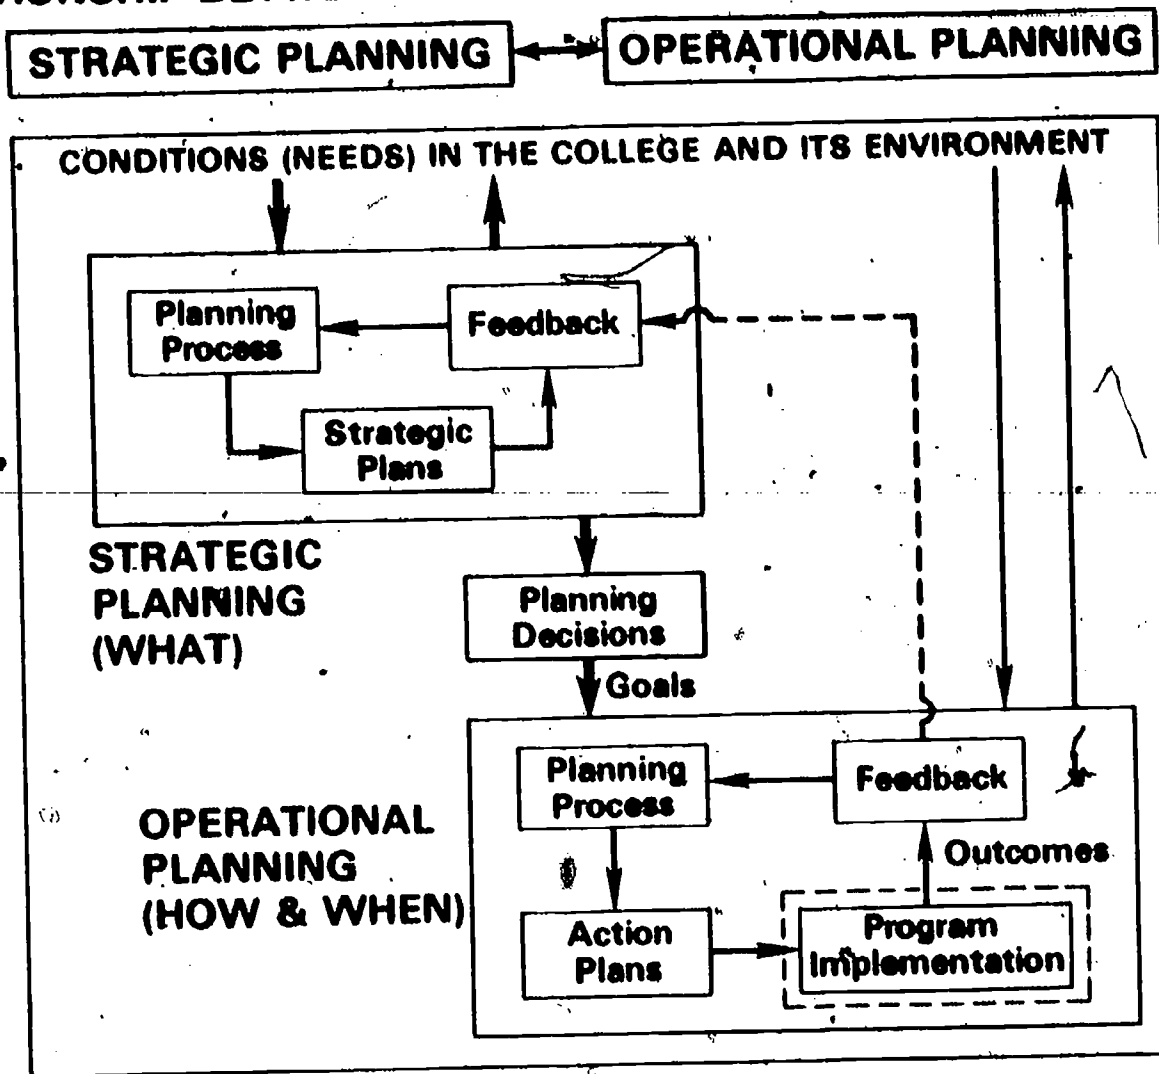 STRATEGIC PLANNING
OPERATIONAL PLANNING
CONDITIONS (NEEDS) IN THE COLLEGE AND ITS ENVIRONMENT
Planning
Process
Feedback
Strategic
Plans
STRATEGIC
PLANNING
(WHAT)
Planning
Decisions
Goals
Planning
Process
Feedback
OPERATIONAL
PLANNING
(HOW & WHEN)
Outcomes
Action
Plans
Program
Implementation